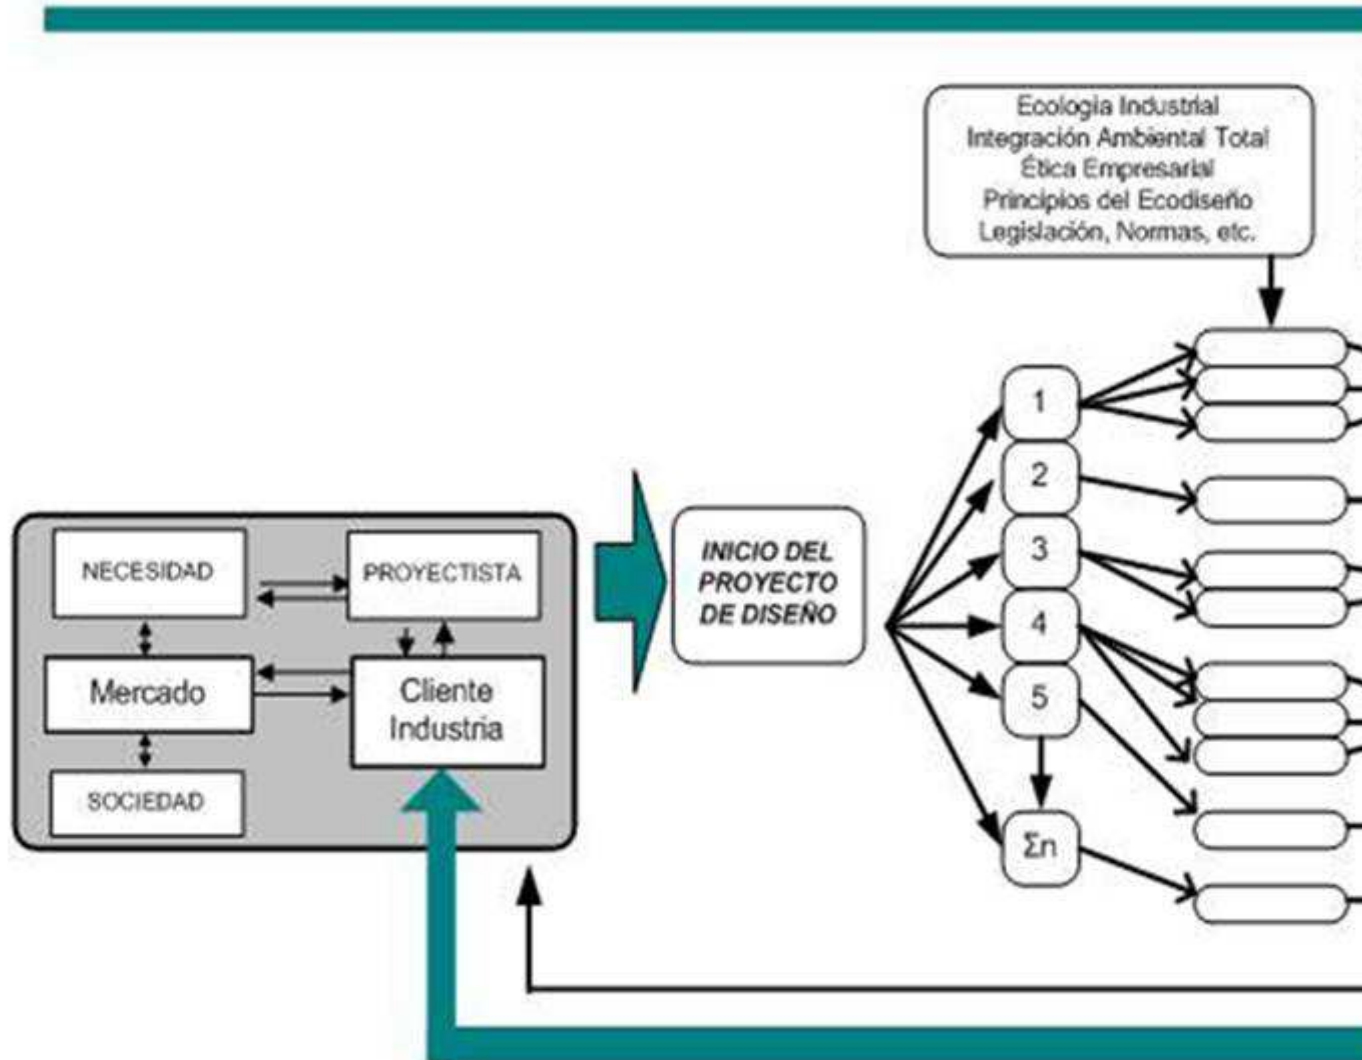 Ecología Industrial
Integración Ambiental Total
Ética Empresarial
Principios del Ecodiseño
Legislación, Normas, etc.
NECESIDAD
PROYECTISTA
Mercado
Cliente
Industria
SOCIEDAD
INICIO DEL
PROYECTO
DE DISEÑO
1
2
3
4
5
Σn